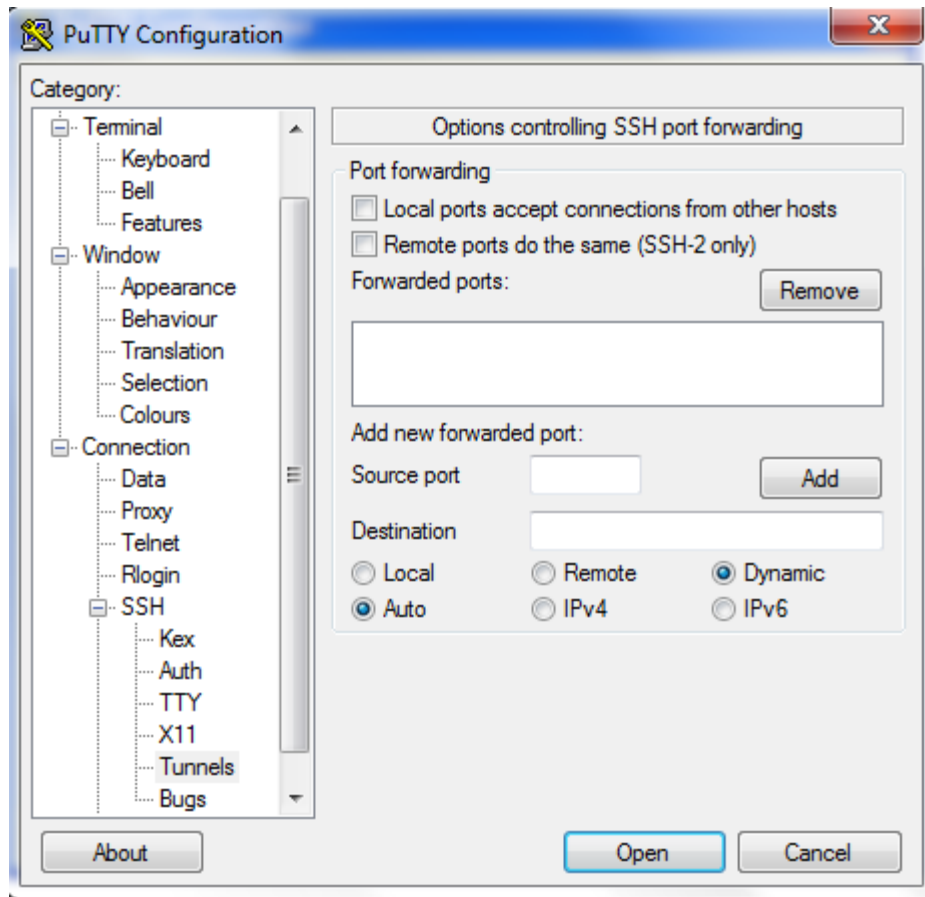 PuTTY Configuration
Category:
Terminal
Keyboard
Bell
Features
Window
Appearance
Behaviour
Translation
Selection
Colours
Connection
Data
Proxy
Telnet
Rlogin
SSH
Kex
Auth
TTY
X11
Tunnels
Bugs
Options controlling SSH port forwarding
Port forwarding
Local ports accept connections from other hosts
Remote ports do the same (SSH-2 only)
Forwarded ports:
Remove
Add new forwarded port:
Source port
Add
Destination
Local Remote Dynamic
Auto IPv4 IPv6
About Open Cancel